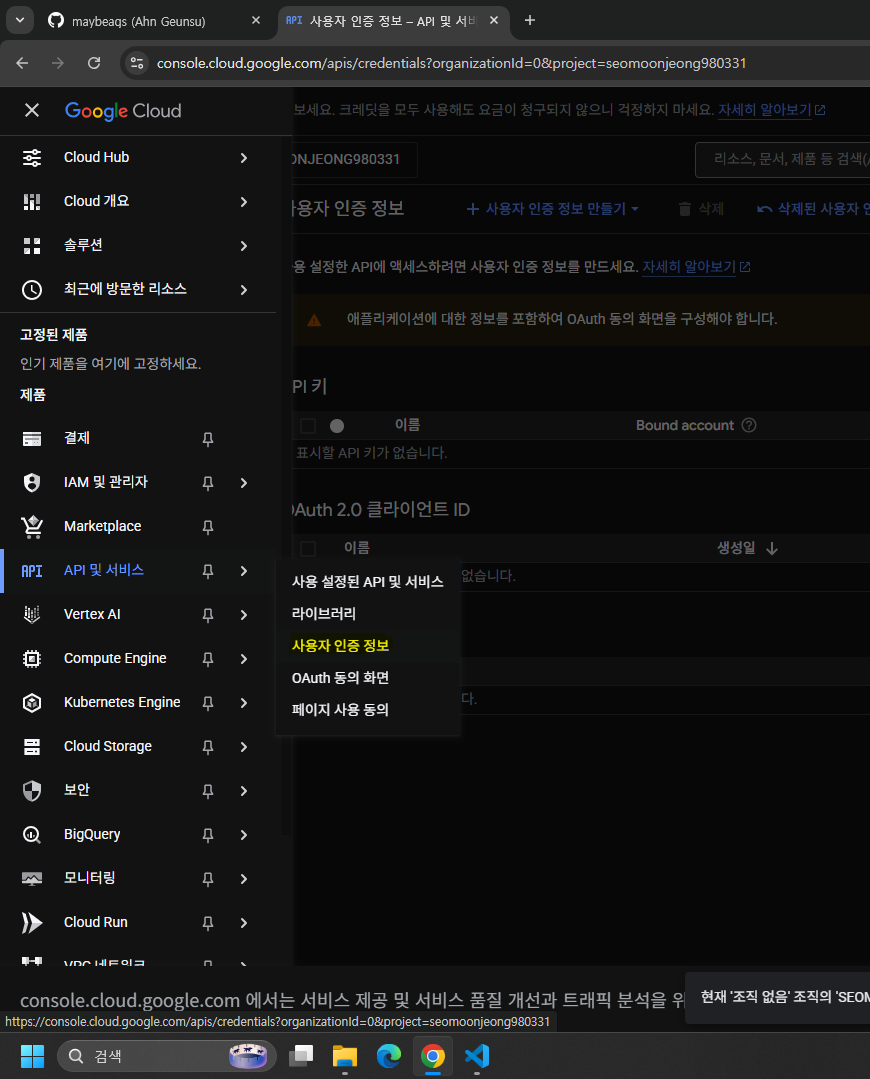 maybeaqs (Ahn Geunsu)
API 사용자 인증 정보 – API 및 서비
console.cloud.google.com/apis/credentials?organizationId=0&project=seomoonjeong980331
Google Cloud
보세요. 크레딧을 모두 사용해도 요금이 청구되지 않으니 걱정하지 마세요. 자세히 알아보기
Cloud Hub
ONJEONG980331
리소스, 문서, 제품 등 검색(/
Cloud 개요
사용자 인증 정보
사용자 인증 정보 만들기
삭제
삭제된 사용자 인
솔루션
용 설정한 API에 액세스하려면 사용자 인증 정보를 만드세요. 자세히 알아보기
최근에 방문한 리소스
애플리케이션에 대한 정보를 포함하여 OAuth 동의 화면을 구성해야 합니다.
고정된 제품
인기 제품을 여기에 고정하세요.
제품
PI 키
이름
Bound account
표시할 API 키가 없습니다.
결제
IAM 및 관리자
Marketplace
OAuth 2.0 클라이언트 ID
이름
생성일
없습니다.
API API 및 서비스
사용 설정된 API 및 서비스
라이브러리
사용자 인증 정보
OAuth 동의 화면
페이지 사용 동의
다.
Vertex AI
Compute Engine
Kubernetes Engine
Cloud Storage
보안
BigQuery
모니터링
Cloud Run
VPC 네트워크
console.cloud.google.com 에서는 서비스 제공 및 서비스 품질 개선과 트래픽 분석을 위
현재 '조직 없음' 조직의 'SEOM
https://console.cloud.google.com/apis/credentials?organizationId=0&project=seomoonjeong980331
검색